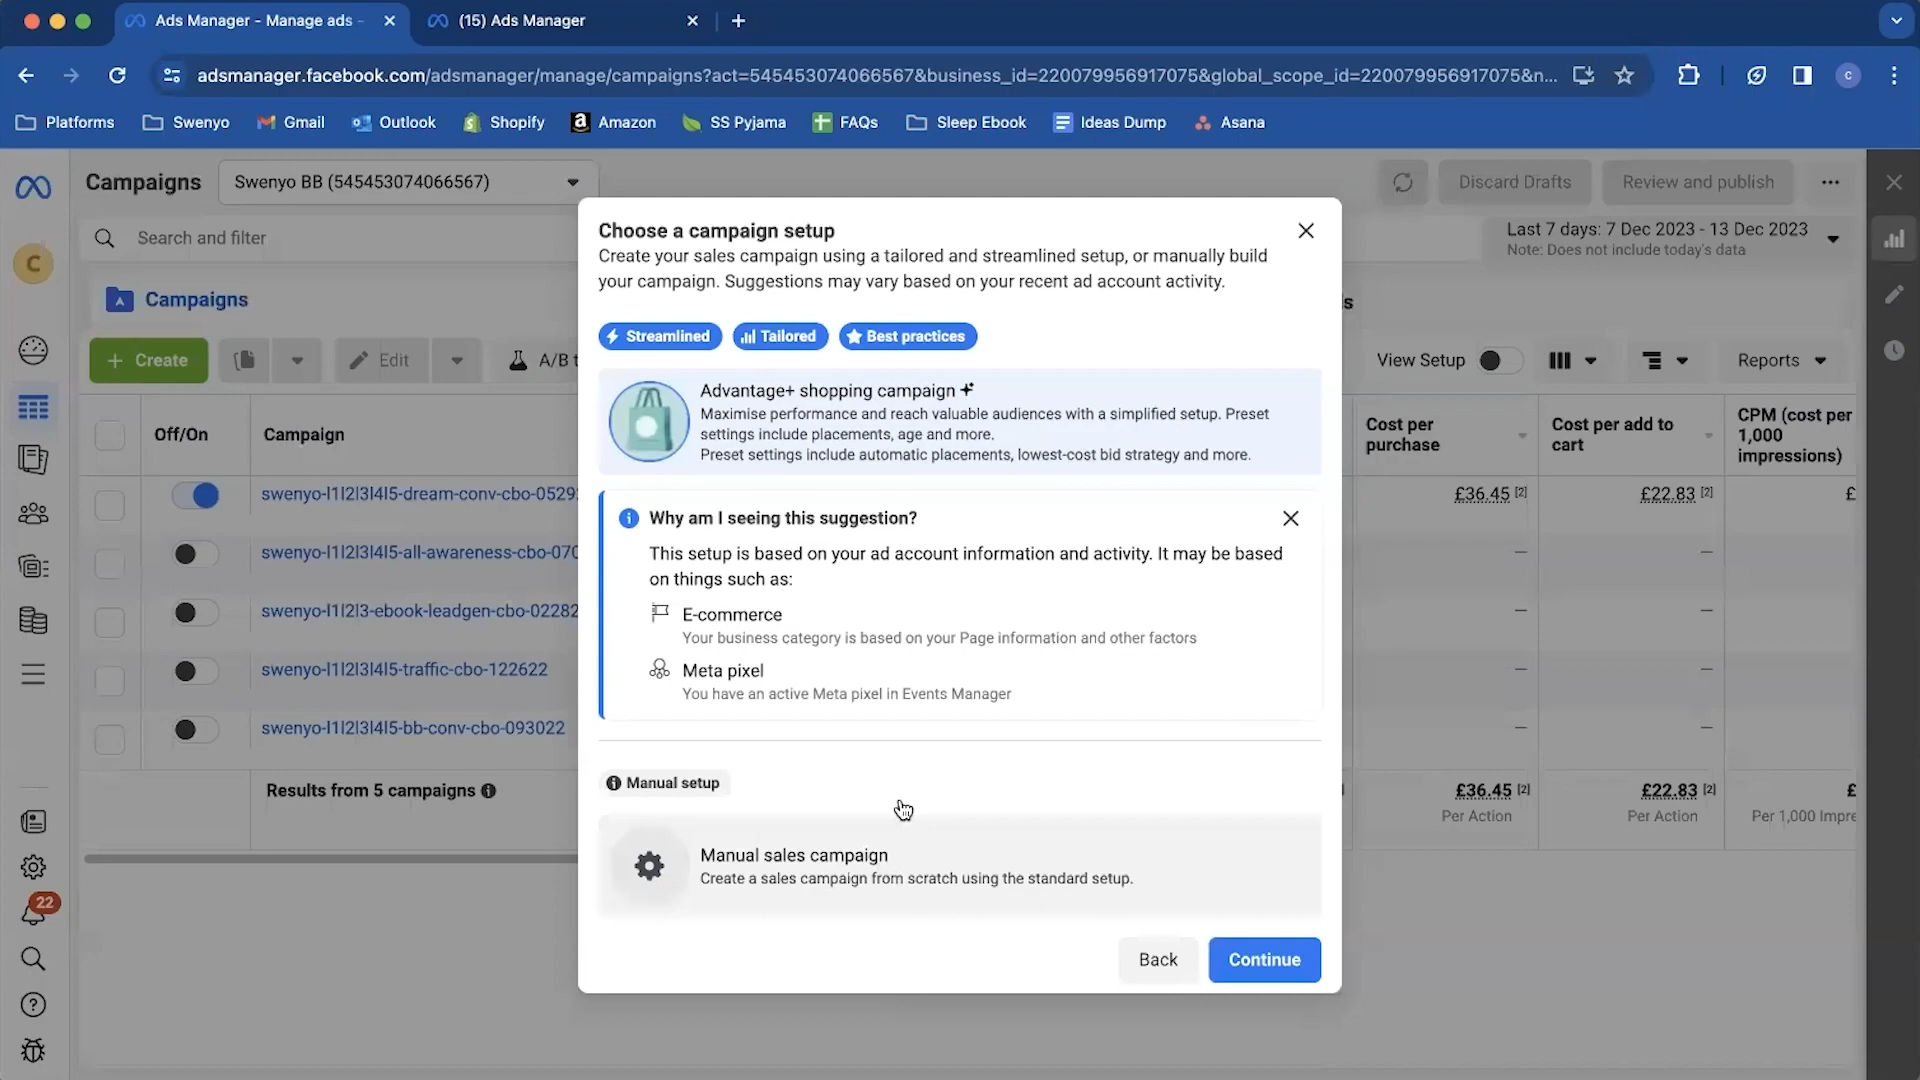 Ads Manager - Manage ads -
(15) Ads Manager
adsmanager.facebook.com/adsmanager/manage/campaigns?act=545453074066567&business_id=220079956917075&global_scope_id=220079956917075&n...
C
Platforms
Swenyo
Gmail
Outlook
Shopify
Amazon
SS Pyjama
FAQs
Sleep Ebook
Ideas Dump
Asana
Campaigns
Swenyo BB (545453074066567)
Discard Drafts
Review and publish
Search and filter
Last 7 days: 7 Dec 2023 - 13 Dec 2023
Note: Does not include today's data
C
Campaigns
Create
Edit
A/B t
View Setup
Reports
Off/On
Campaign
Cost per purchase
Cost per add to cart
CPM (cost per 1,000 impressions)
swenyo-l1l2l3l4l5-dream-conv-cbo-0529
£36.45 [2]
£22.83 [2]
£
swenyo-l1l2l3l4l5-all-awareness-cbo-070
—
—
swenyo-l1l2l3-ebook-leadgen-cbo-02282
—
—
swenyo-l1l2l3l4l5-traffic-cbo-122622
—
—
swenyo-l1l2l3l4l5-bb-conv-cbo-093022
—
—
Results from 5 campaigns
£36.45 [2]
Per Action
£22.83 [2]
Per Action
£
Per 1,000 Impre
22
Choose a campaign setup
Create your sales campaign using a tailored and streamlined setup, or manually build
your campaign. Suggestions may vary based on your recent ad account activity.
Streamlined
Tailored
Best practices
Advantage+ shopping campaign
Maximise performance and reach valuable audiences with a simplified setup. Preset
settings include placements, age and more.
Preset settings include automatic placements, lowest-cost bid strategy and more.
Why am I seeing this suggestion?
This setup is based on your ad account information and activity. It may be based
on things such as:
E-commerce
Your business category is based on your Page information and other factors
Meta pixel
You have an active Meta pixel in Events Manager
Manual setup
Manual sales campaign
Create a sales campaign from scratch using the standard setup.
Back
Continue